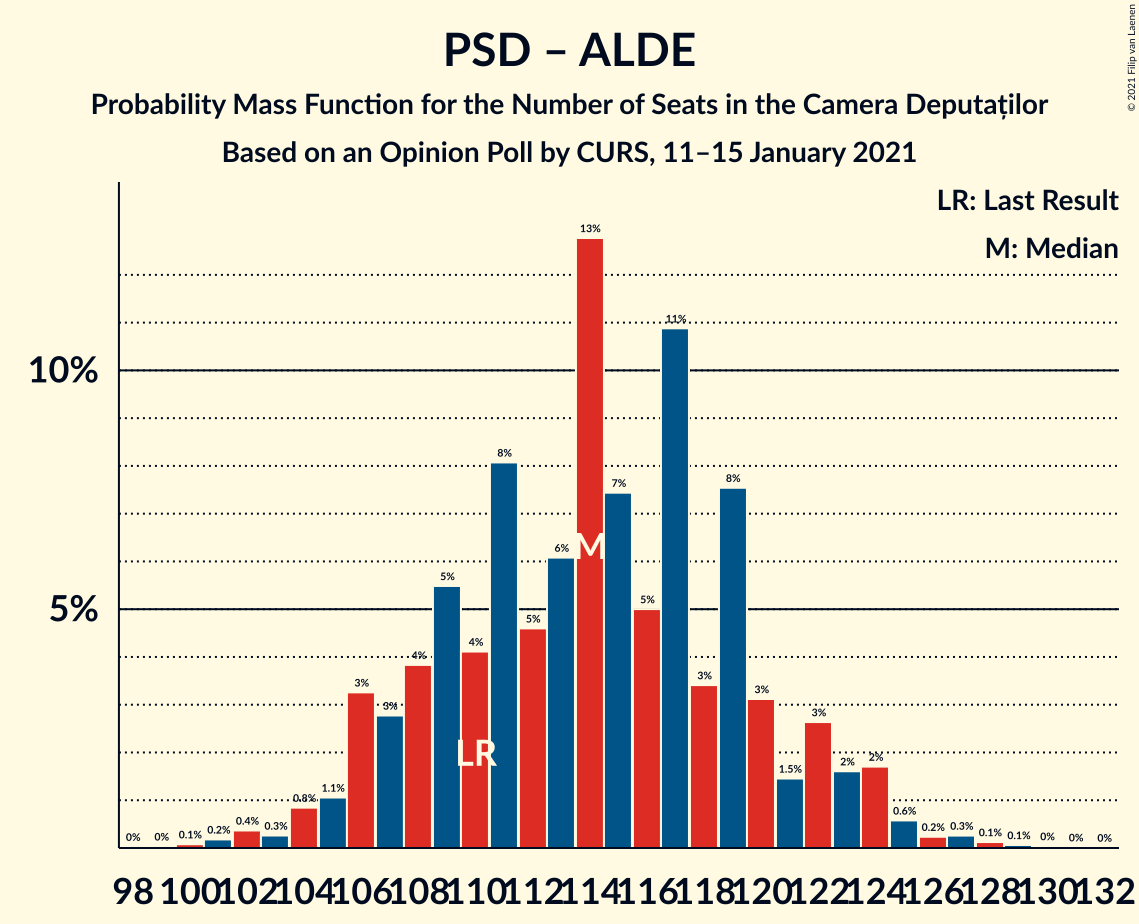 PSD – ALDE
Probability Mass Function for the Number of Seats in the Camera Deputaților
Based on an Opinion Poll by CURS, 11–15 January 2021
© 2021 Filip van Laenen
LR: Last Result
M: Median
10%
5%
0% 0% 0.1% 0.2% 0.4% 0.3% 0.8% 1.1% 3% 3% 4% 5% 4% 8% 5% 6% 13% 7% 5% 11% 3% 8% 3% 1.5% 3% 2% 2% 0.6% 0.2% 0.3% 0.1% 0.1% 0% 0% 0%
M
LR
98 100 102 104 106 108 110 112 114 116 118 120 122 124 126 128 130 132